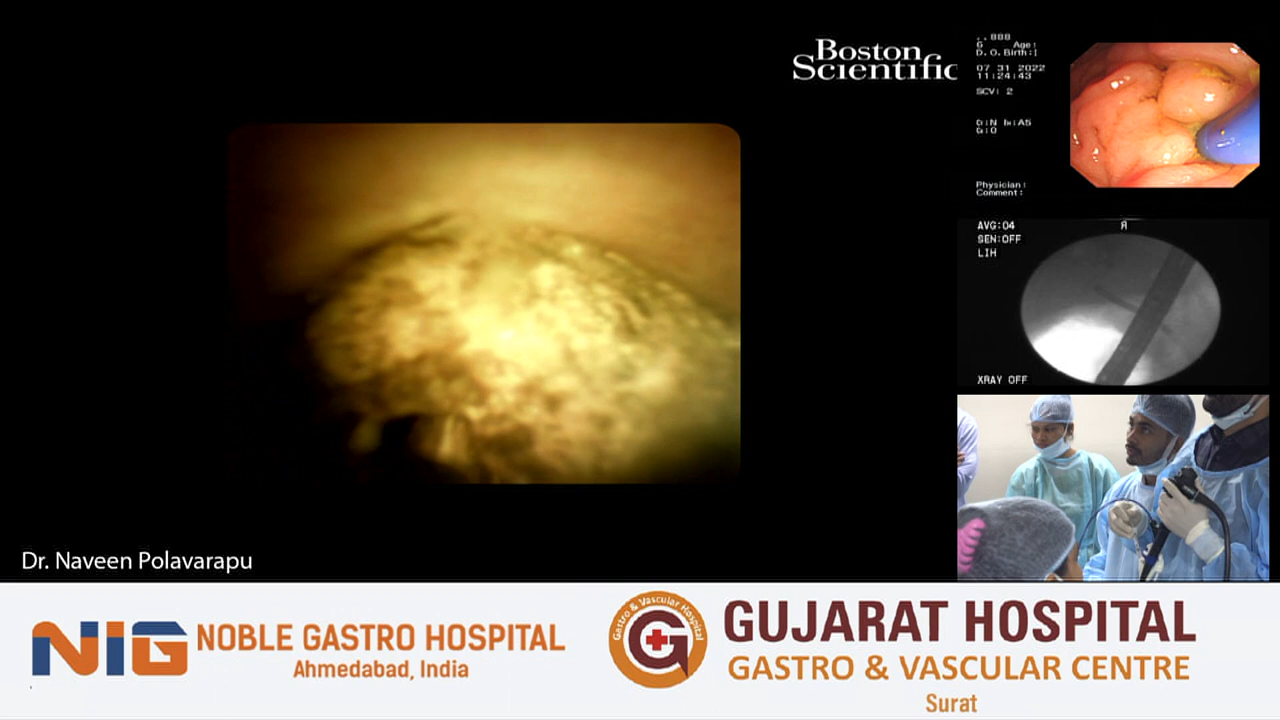 Boston
Scientific
Age:
D.O.Birth:
07 31 2022
11:24:43
SCV: 2
Physician:
Comment:
AVG:04
SEN:OFF
LIH
XRAY OFF
Dr. Naveen Polavarapu
NIG
NOBLE GASTRO HOSPITAL
Ahmedabad, India
Gastro & Vascular Hospital
G
GUJARAT HOSPITAL
GASTRO & VASCULAR CENTRE
Surat